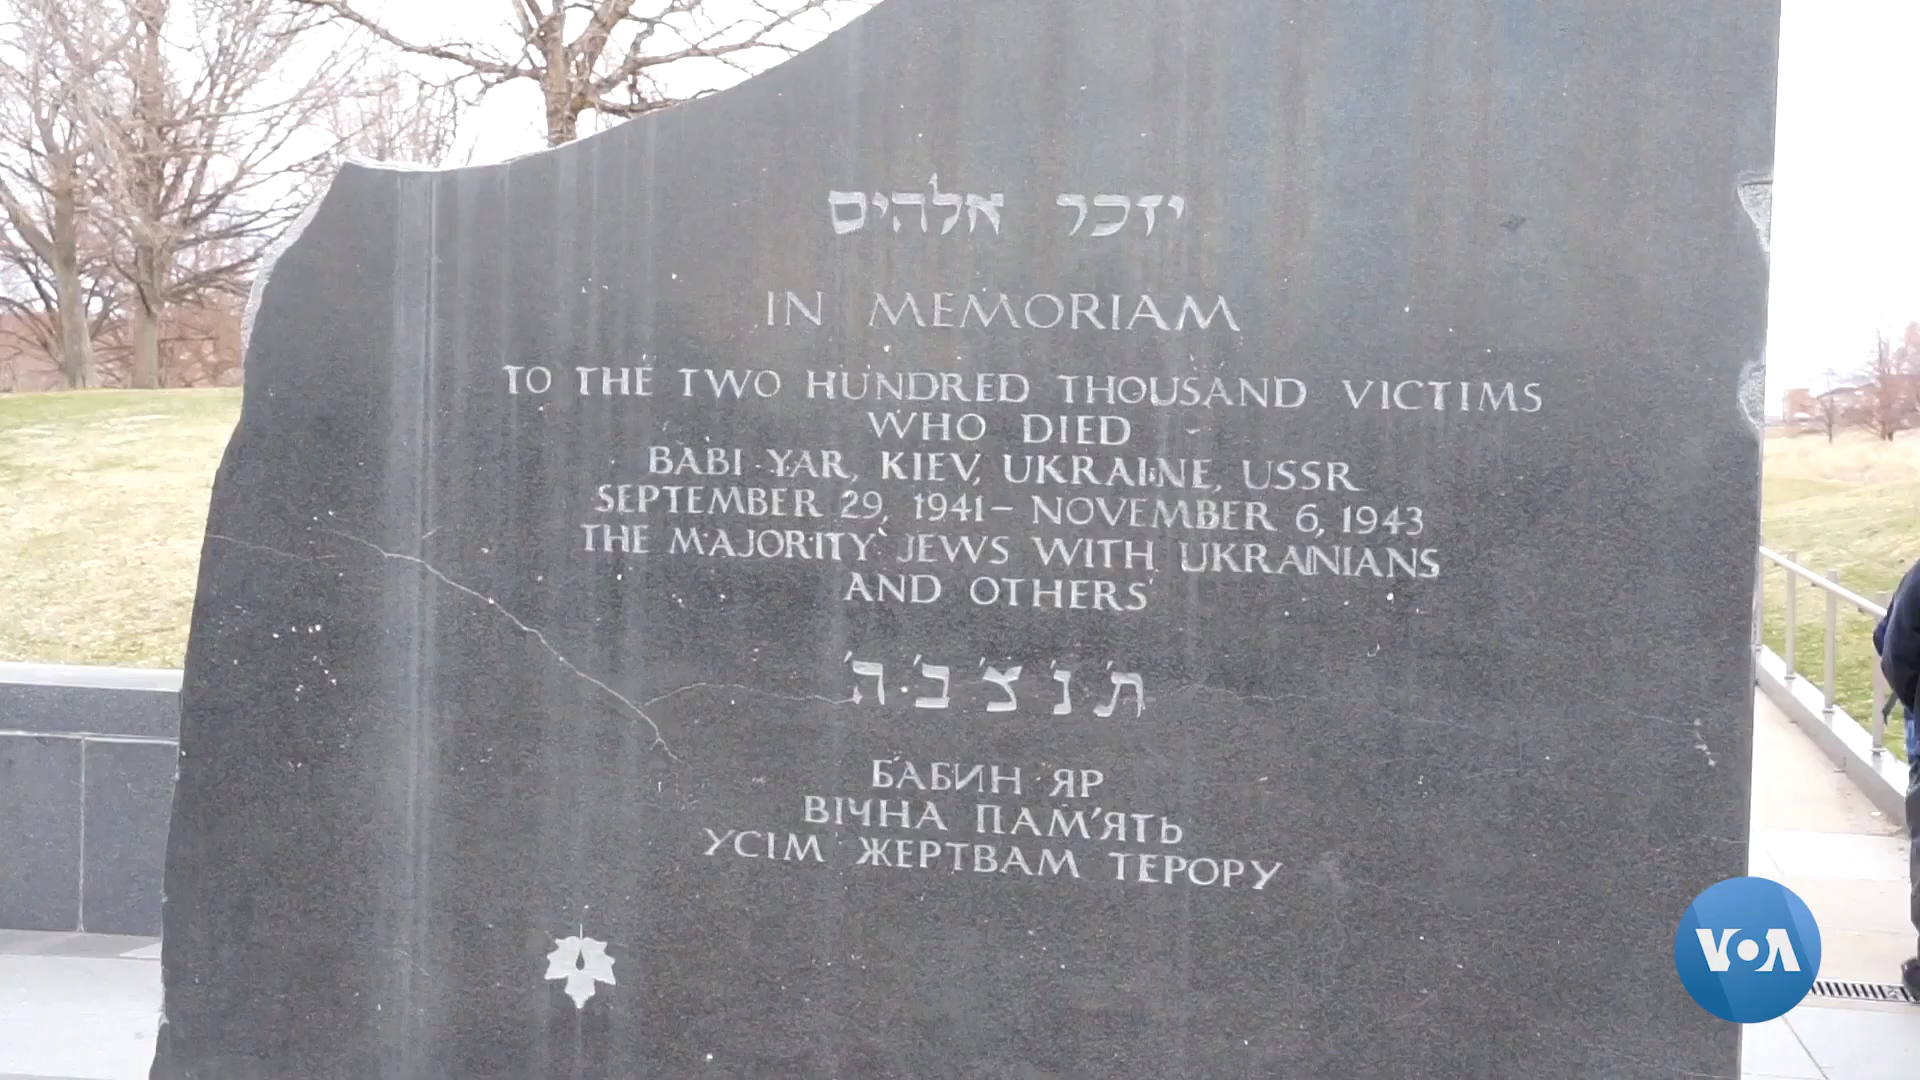 יזכר אלהים
IN MEMORIAM
TO THE TWO HUNDRED THOUSAND VICTIMS
WHO DIED
BABI YAR, KIEV, UKRAINE, USSR
SEPTEMBER 29, 1941 – NOVEMBER 6, 1943
THE MAJORITY JEWS WITH UKRAINIANS
AND OTHERS
ת' נ' צ' ב' ה'
БАБИН ЯР
ВІЧНА ПАМ'ЯТЬ
УСІМ ЖЕРТВАМ ТЕРОРУ
VOA